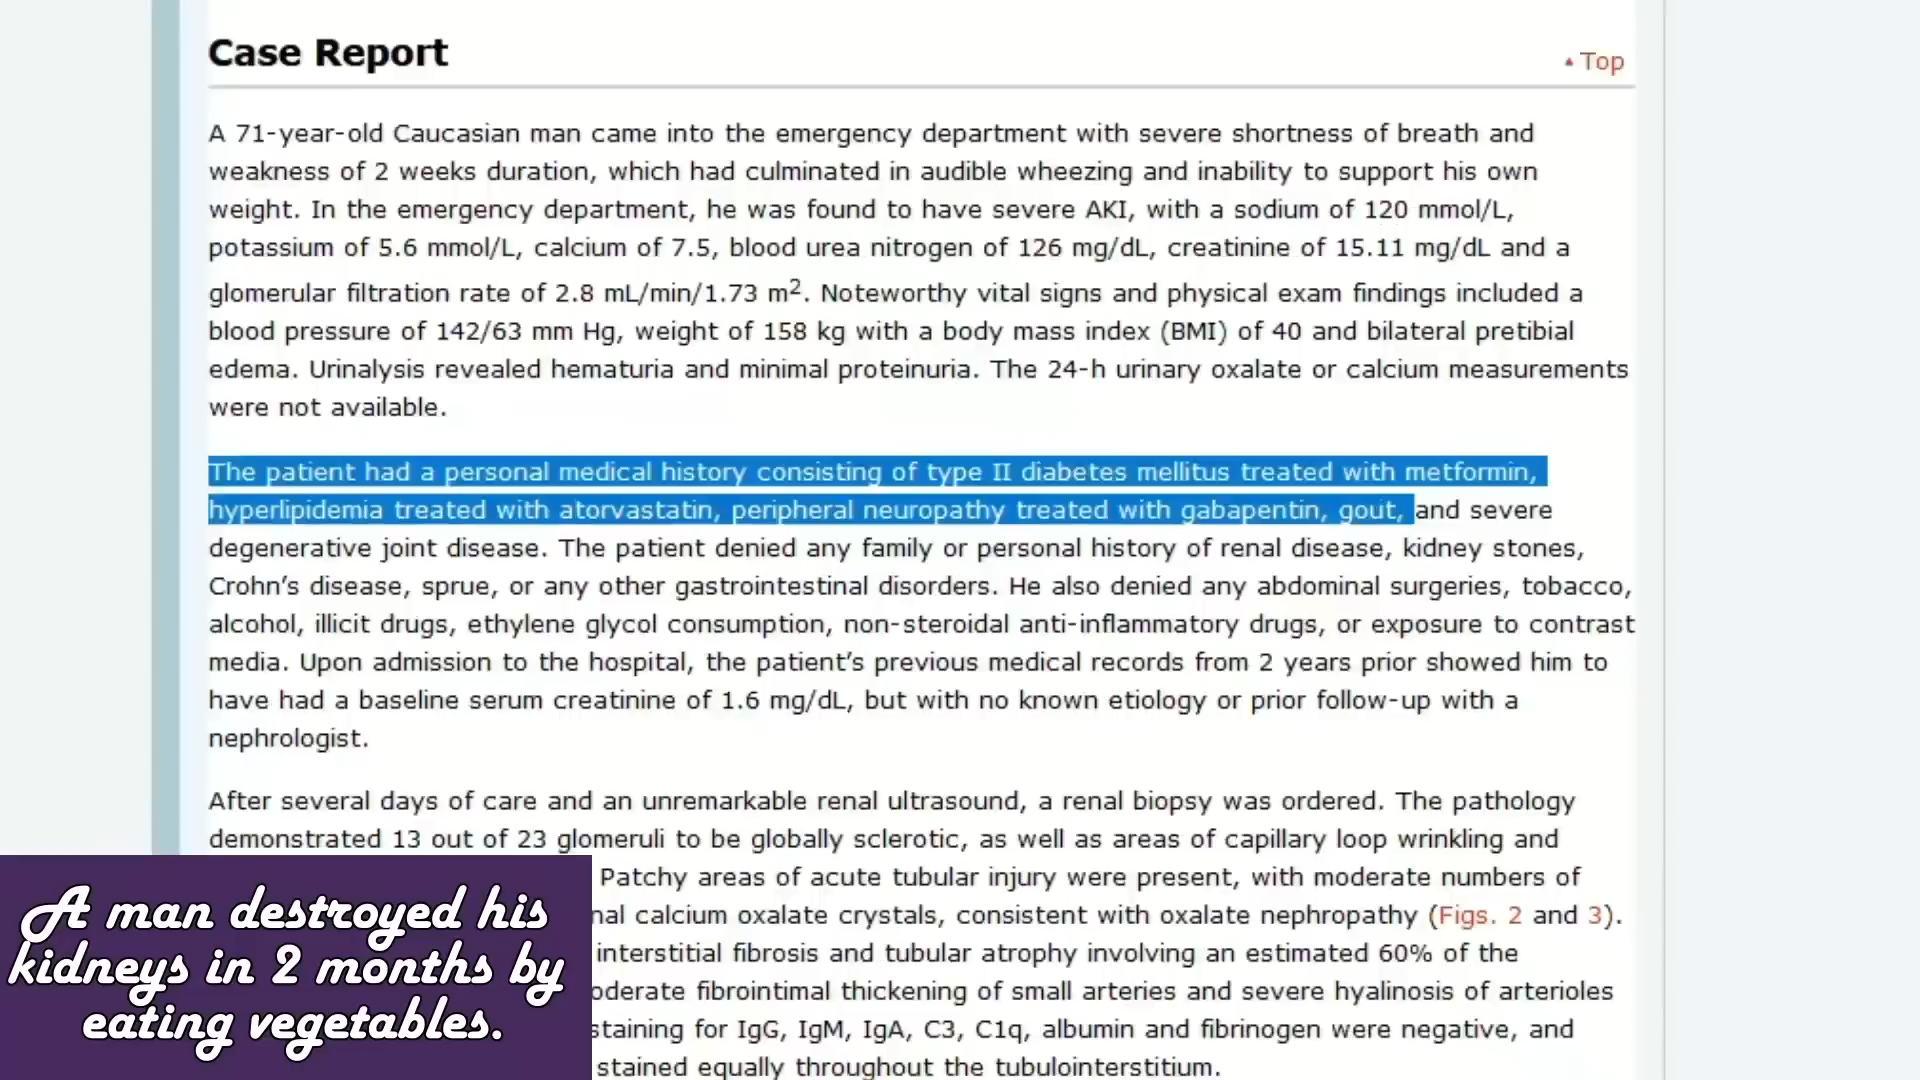 Case Report
▲ Top
A 71-year-old Caucasian man came into the emergency department with severe shortness of breath and
weakness of 2 weeks duration, which had culminated in audible wheezing and inability to support his own
weight. In the emergency department, he was found to have severe AKI, with a sodium of 120 mmol/L,
potassium of 5.6 mmol/L, calcium of 7.5, blood urea nitrogen of 126 mg/dL, creatinine of 15.11 mg/dL and a
glomerular filtration rate of 2.8 mL/min/1.73 m². Noteworthy vital signs and physical exam findings included a
blood pressure of 142/63 mm Hg, weight of 158 kg with a body mass index (BMI) of 40 and bilateral pretibial
edema. Urinalysis revealed hematuria and minimal proteinuria. The 24-h urinary oxalate or calcium measurements
were not available.
The patient had a personal medical history consisting of type II diabetes mellitus treated with metformin,
hyperlipidemia treated with atorvastatin, peripheral neuropathy treated with gabapentin, gout, and severe
degenerative joint disease. The patient denied any family or personal history of renal disease, kidney stones,
Crohn’s disease, sprue, or any other gastrointestinal disorders. He also denied any abdominal surgeries, tobacco,
alcohol, illicit drugs, ethylene glycol consumption, non-steroidal anti-inflammatory drugs, or exposure to contrast
media. Upon admission to the hospital, the patient’s previous medical records from 2 years prior showed him to
have had a baseline serum creatinine of 1.6 mg/dL, but with no known etiology or prior follow-up with a
nephrologist.
After several days of care and an unremarkable renal ultrasound, a renal biopsy was ordered. The pathology
demonstrated 13 out of 23 glomeruli to be globally sclerotic, as well as areas of capillary loop wrinkling and
Patchy areas of acute tubular injury were present, with moderate numbers of
nal calcium oxalate crystals, consistent with oxalate nephropathy (Figs. 2 and 3).
interstitial fibrosis and tubular atrophy involving an estimated 60% of the
oderate fibrointimal thickening of small arteries and severe hyalinosis of arterioles
staining for IgG, IgM, IgA, C3, C1q, albumin and fibrinogen were negative, and
stained equally throughout the tubulointerstitium.
A man destroyed his
kidneys in 2 months by
eating vegetables.